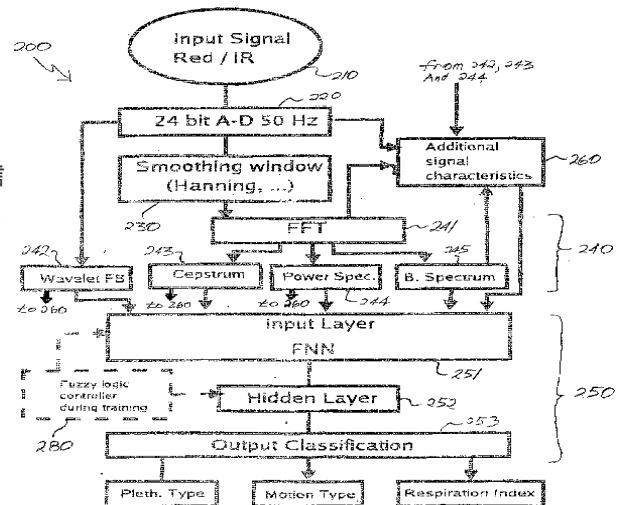 200
Input Signal
Red / IR
210
from 242, 243
And 244
220
24 bit A-D 50 Hz
Additional
signal
characteristics
260
Smoothing window
(Hanning, ...)
230
FFT
241
242
243
245
240
Wavelet FB
Cepstrum
Power Spec.
B. Spectrum
to 260
to 260
to 260
244
Input Layer
FNN
251
250
Fuzzy logic
controller
during training
280
Hidden Layer
252
253
Output Classification
Pleth. Type
Motion Type
Respiration Index